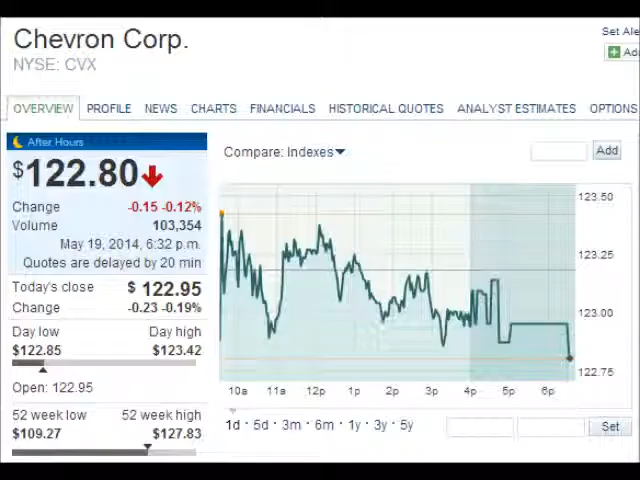 Chevron Corp.
Set Ale
NYSE: CVX
Add
OVERVIEW PROFILE NEWS CHARTS FINANCIALS HISTORICAL QUOTES ANALYST ESTIMATES OPTIONS
After Hours
$122.80
Change -0.15 -0.12%
Volume 103,354
May 19, 2014, 6:32 p.m.
Quotes are delayed by 20 min
Today's close $ 122.95
Change -0.23 -0.19%
Day low Day high
$122.85 $123.42
Open: 122.95
52 week low 52 week high
$109.27 $127.83
Compare: Indexes Add
123.50
123.25
123.00
122.75
10a 11a 12p 1p 2p 3p 4p 5p 6p
1d 5d 3m 6m 1y 3y 5y Set